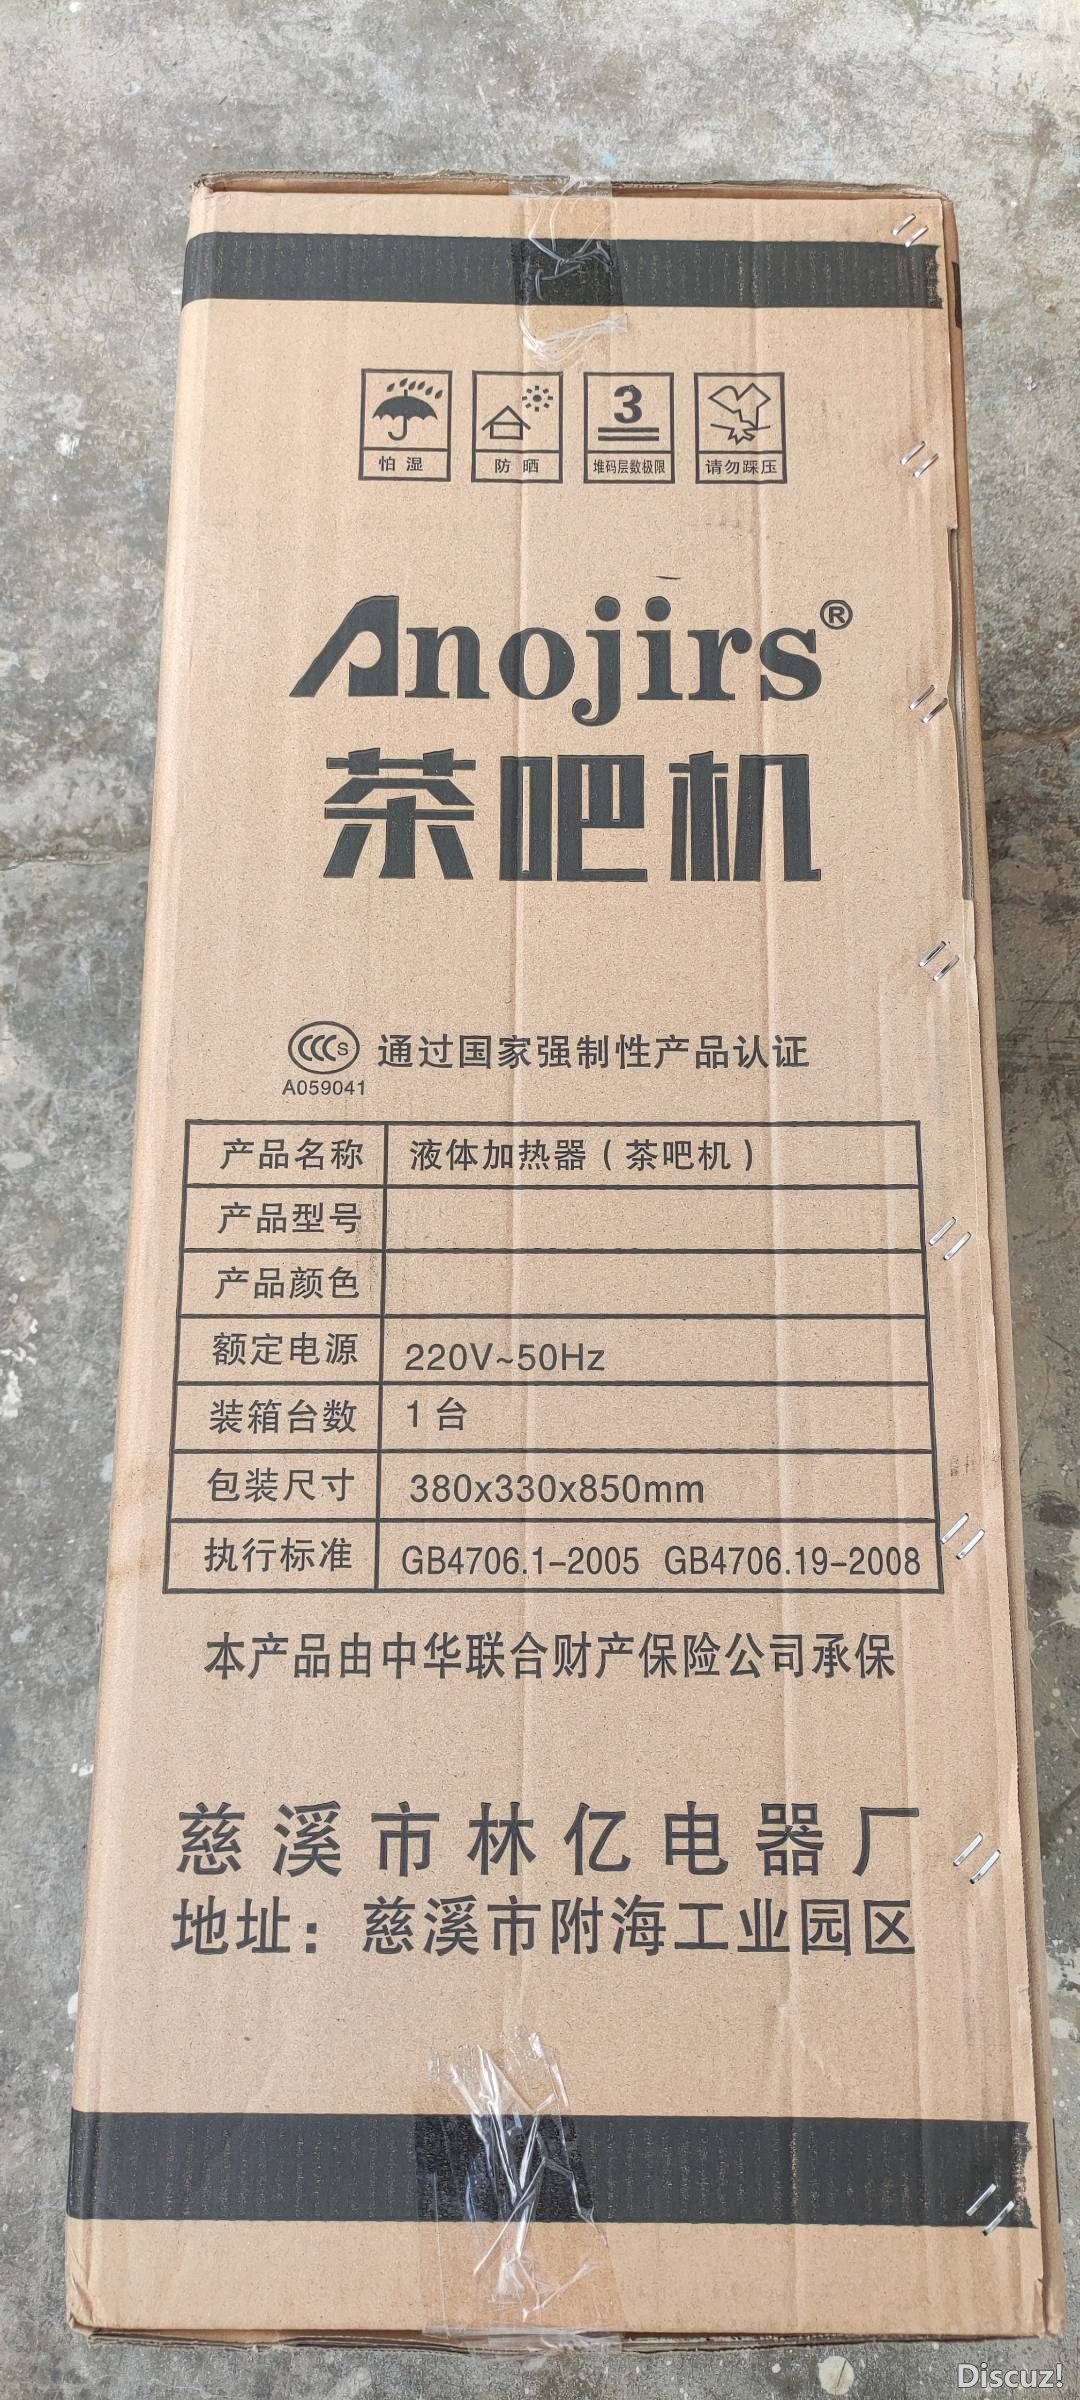 怕湿 防晒 3 堆码层数极限 请勿踩压
Anojirs®
茶吧机
CCCS 通过国家强制性产品认证
A059041
产品名称 液体加热器（茶吧机）
产品型号
产品颜色
额定电源 220V~50Hz
装箱台数 1台
包装尺寸 380x330x850mm
执行标准 GB4706.1-2005 GB4706.19-2008
本产品由中华联合财产保险公司承保
慈溪市林亿电器厂
地址：慈溪市附海工业园区
Discuz!